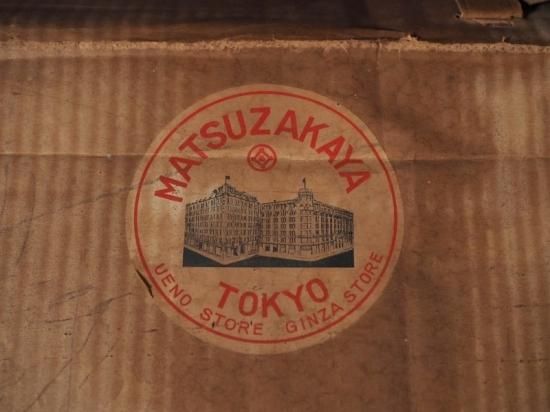 MATSUZAKAYA
TOKYO
UENO STORE GINZA STORE